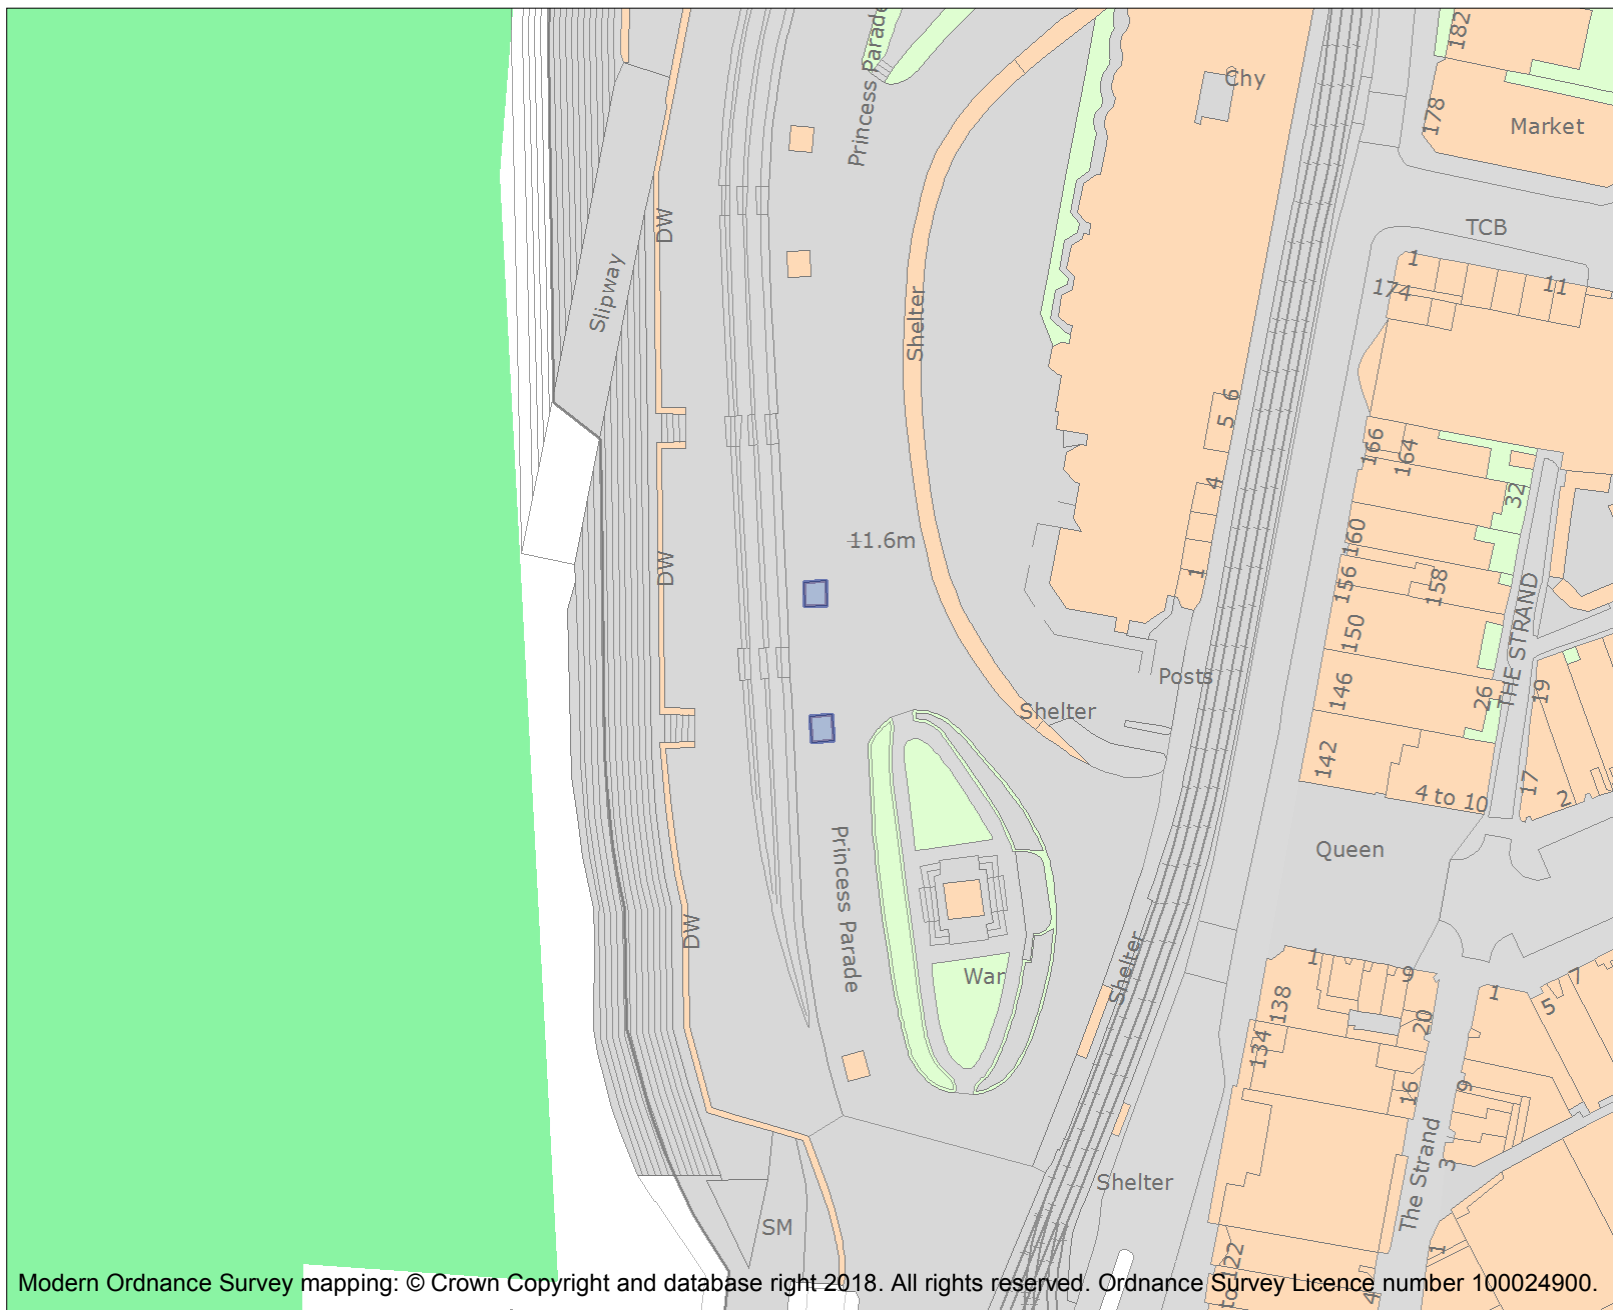 182
Princess Parade
Chy
178
Market
DW
TCB
Slipway
1
174
11
Shelter
6
5
166
164
4
32
11.6m
160
DW
1
156
158
THE STRAND
150
Posts
146
26
19
Shelter
142
17
4 to 10
2
Princess Parade
Queen
DW
Shelter
War
1
9
7
138
1
5
20
134
16
9
The Strand
3
Shelter
SM
1
to 122
4
Modern Ordnance Survey mapping: © Crown Copyright and database right 2018. All rights reserved. Ordnance Survey Licence number 100024900.